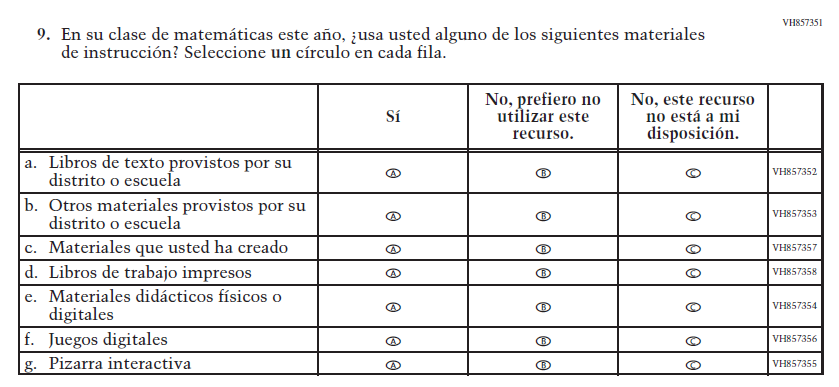 VH857351
9. En su clase de matemáticas este año, ¿usa usted alguno de los siguientes materiales
de instrucción? Seleccione un círculo en cada fila.
Sí
No, prefiero no
utilizar este
recurso.
No, este recurso
no está a mi
disposición.
a. Libros de texto provistos por su
distrito o escuela
A B C VH857352
b. Otros materiales provistos por su
distrito o escuela
A B C VH857353
c. Materiales que usted ha creado A B C VH857357
d. Libros de trabajo impresos A B C VH857358
e. Materiales didácticos físicos o
digitales
A B C VH857354
f. Juegos digitales A B C VH857356
g. Pizarra interactiva A B C VH857355